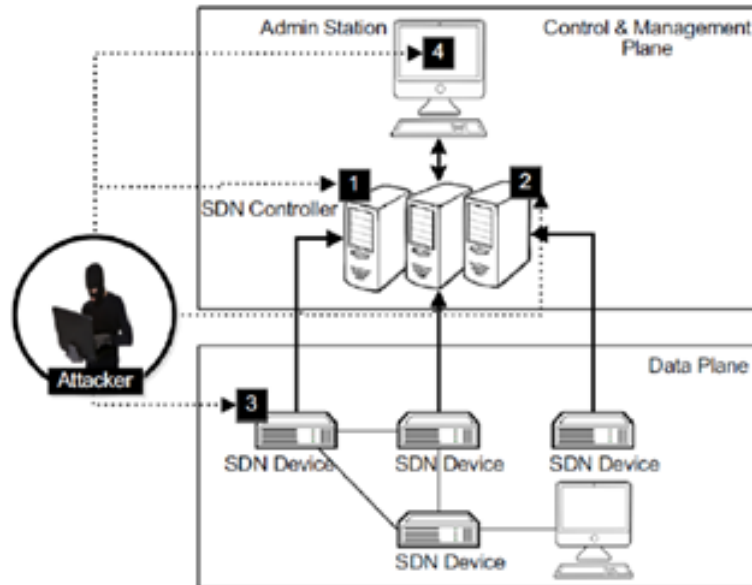 Admin Station
Control & Management
Plane
4
1
2
SDN Controller
Attacker
Data Plane
3
SDN Device
SDN Device
SDN Device
SDN Device